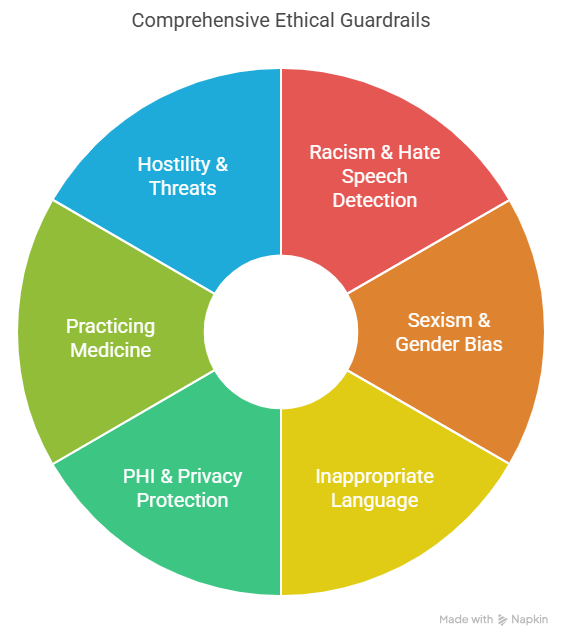 Comprehensive Ethical Guardrails
Hostility &
Threats
Racism & Hate
Speech
Detection
Practicing
Medicine
Sexism &
Gender Bias
PHI & Privacy
Protection
Inappropriate
Language
Made with Napkin